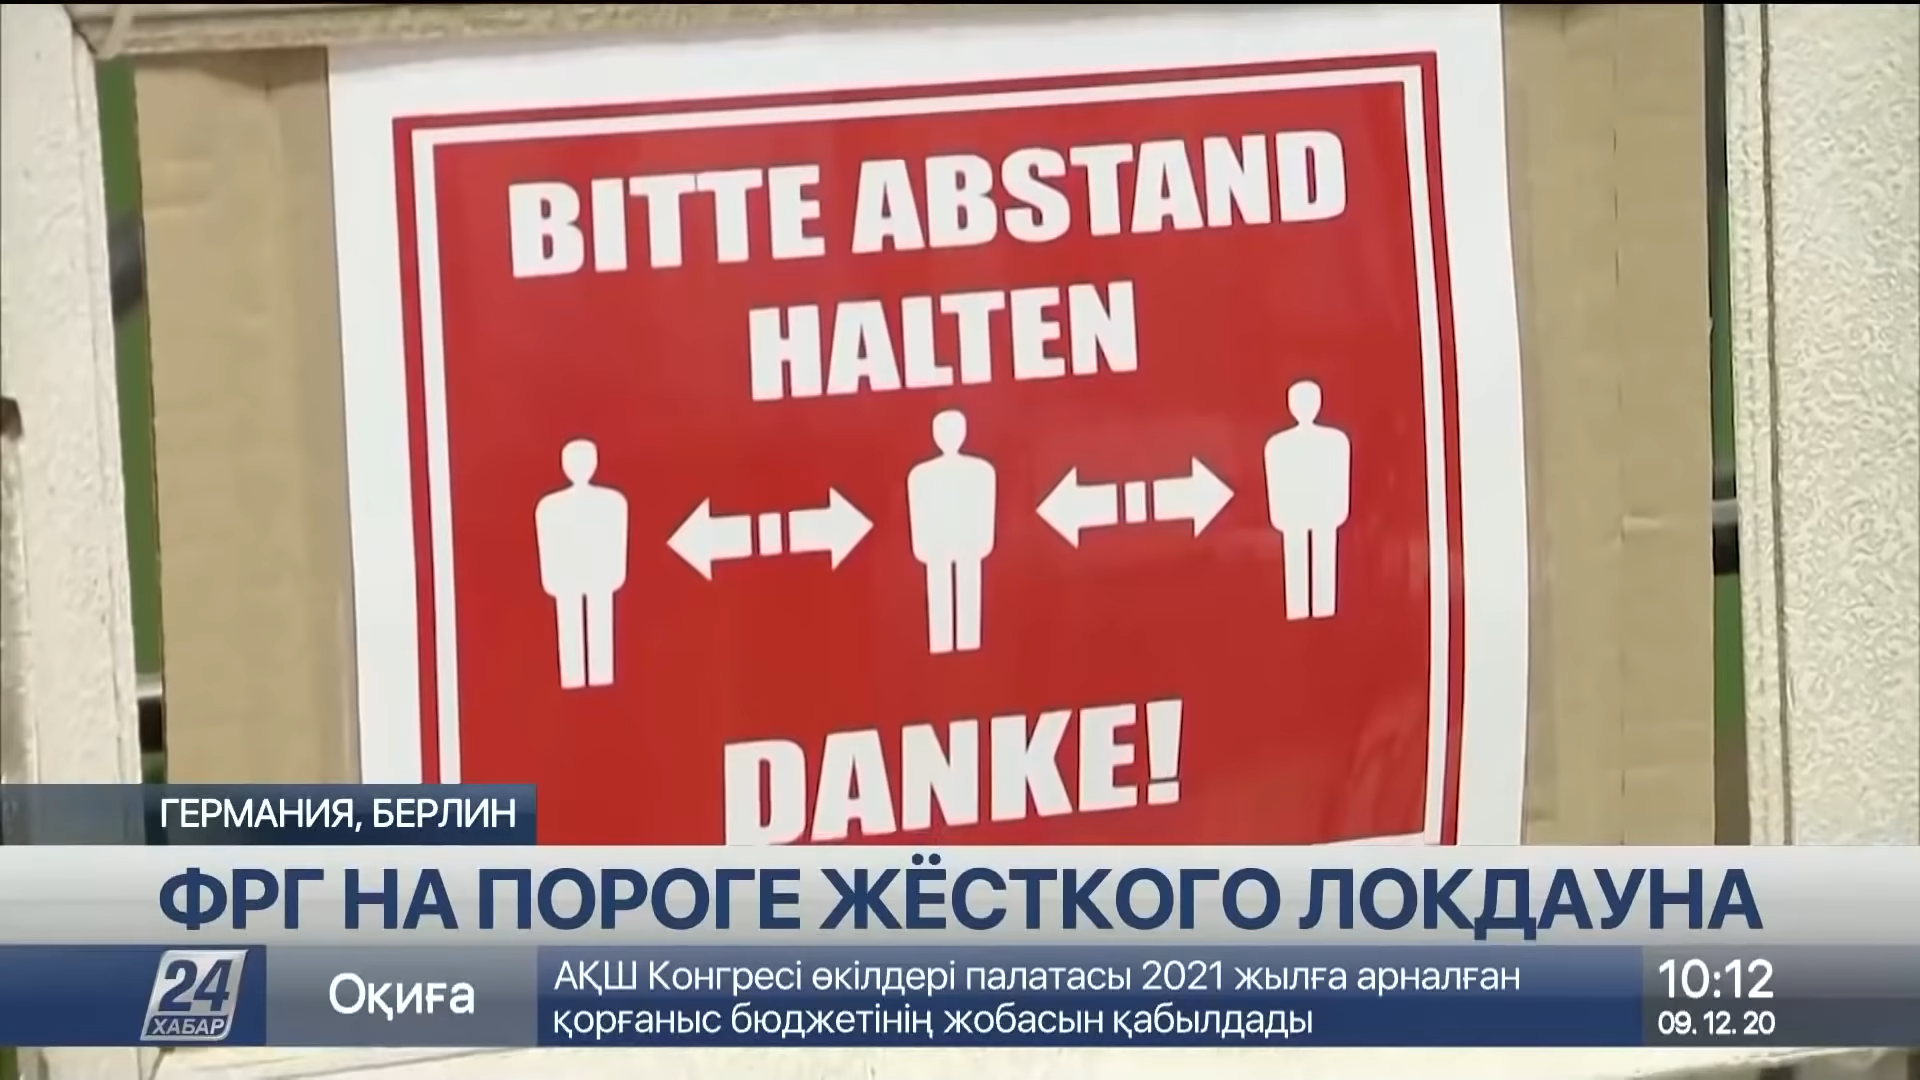 BITTE ABSTAND
HALTEN
DANKE!
ГЕРМАНИЯ, БЕРЛИН
ФРГ НА ПОРОГЕ ЖЁСТКОГО ЛОКДАУНА
24
ХАБАР
Оқиға
АҚШ Конгресі өкілдері палатасы 2021 жылға арналған
қорғаныс бюджетінің жобасын қабылдады
10:12
09. 12. 20